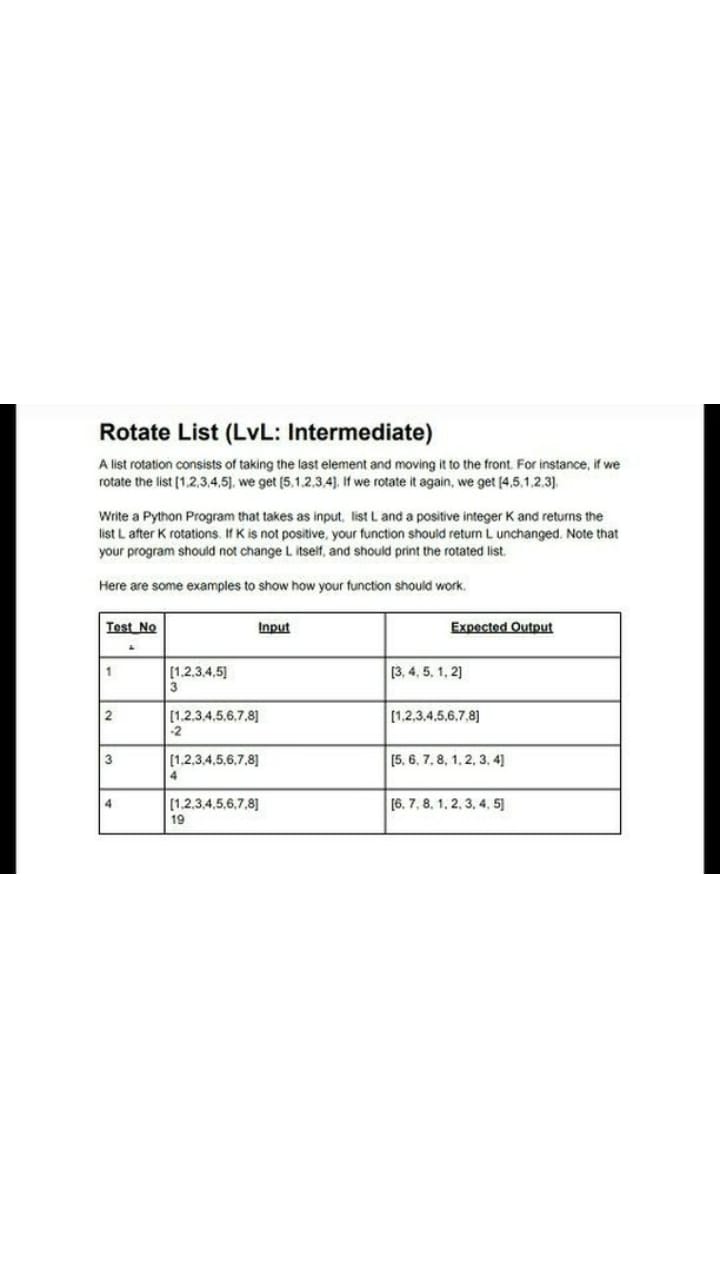 Rotate List (LvL: Intermediate)
A list rotation consists of taking the last element and moving it to the front. For instance, if we
rotate the list [1,2,3,4,5], we get [5,1,2,3,4]. If we rotate it again, we get [4,5,1,2,3].
Write a Python Program that takes as input, list L and a positive integer K and returns the
list L after K rotations. If K is not positive, your function should return L unchanged. Note that
your program should not change L itself, and should print the rotated list.
Here are some examples to show how your function should work.
Test_No. Input Expected Output
1 [1,2,3,4,5] [3, 4, 5, 1, 2]
3
2 [1,2,3,4,5,6,7,8] [1,2,3,4,5,6,7,8]
-2
3 [1,2,3,4,5,6,7,8] [5, 6, 7, 8, 1, 2, 3, 4]
4
4 [1,2,3,4,5,6,7,8] [6, 7, 8, 1, 2, 3, 4, 5]
19